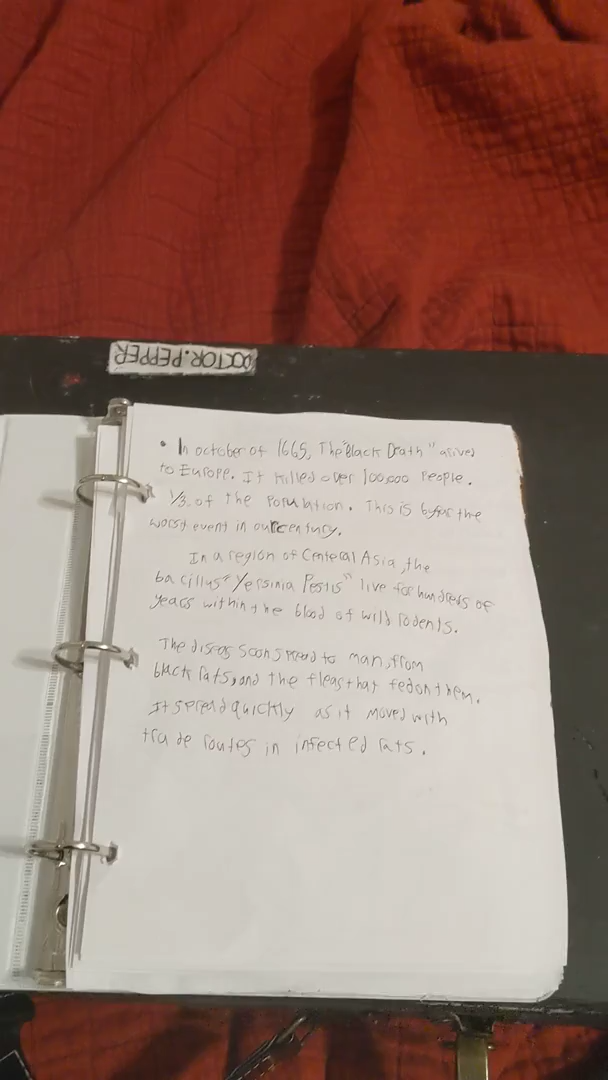 DOCTOR.PEPPER
• In october of 1665, The "Black Death" arives
to Europe. It killed over 100,000 People.
1/3. of The Population. This is by far the
worst event in our century.
In a region of Centeral Asia, the
bacillus "Yersinia Pestis" live for hundreds of
years within the blood of wild rodents.
The diseas soon spread to man, from
black rats, and the fleas that fed on them.
It spread quickly as it moved with
trade routes in infected rats.